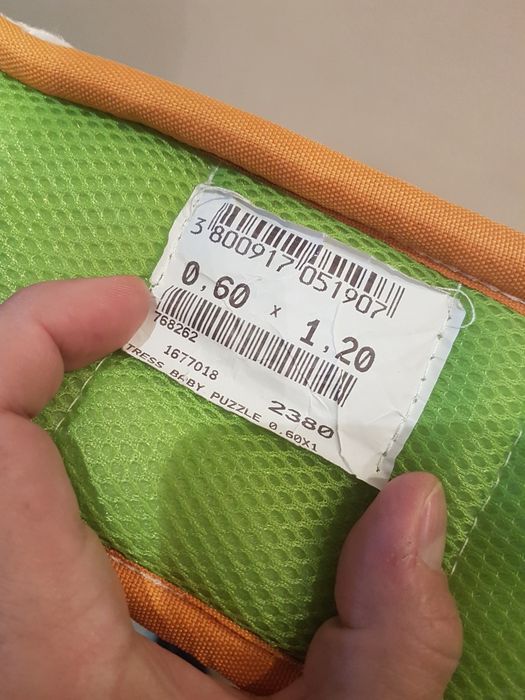 3 800917 051907
0,60 x 1,20
768262
1677018 2380
TRESS BABY PUZZLE 0.60X1